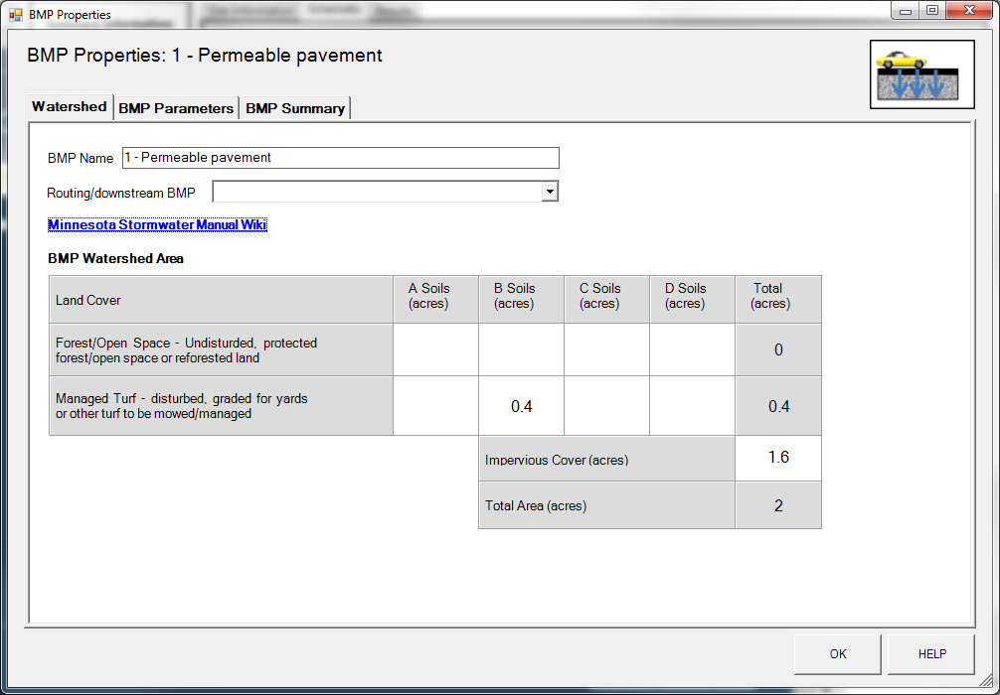 BMP Properties
BMP Properties: 1 - Permeable pavement
Watershed BMP Parameters BMP Summary
BMP Name 1 - Permeable pavement
Routing/downstream BMP
Minnesota Stormwater Manual Wiki
BMP Watershed Area
Land Cover
A Soils
(acres)
B Soils
(acres)
C Soils
(acres)
D Soils
(acres)
Total
(acres)
Forest/Open Space - Undisturded, protected
forest/open space or reforested land
0
Managed Turf - disturbed, graded for yards
or other turf to be mowed/managed
0.4
0.4
Impervious Cover (acres)
1.6
Total Area (acres)
2
OK HELP